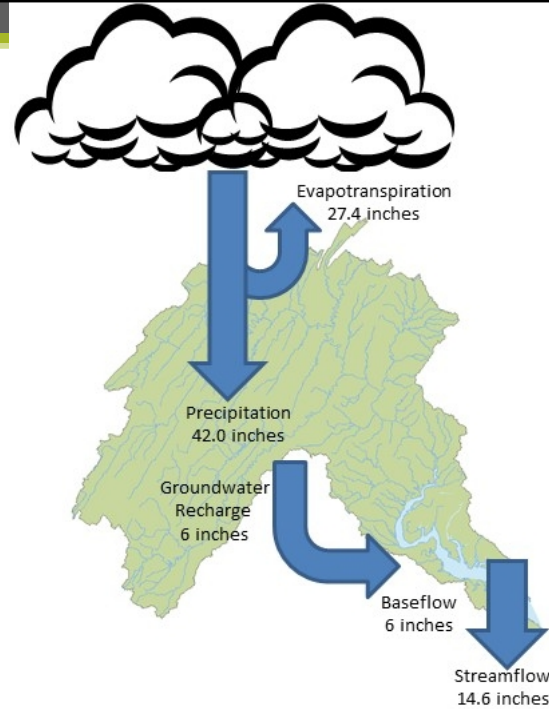 Evapotranspiration
27.4 inches
Precipitation
42.0 inches
Groundwater
Recharge
6 inches
Baseflow
6 inches
Streamflow
14.6 inches